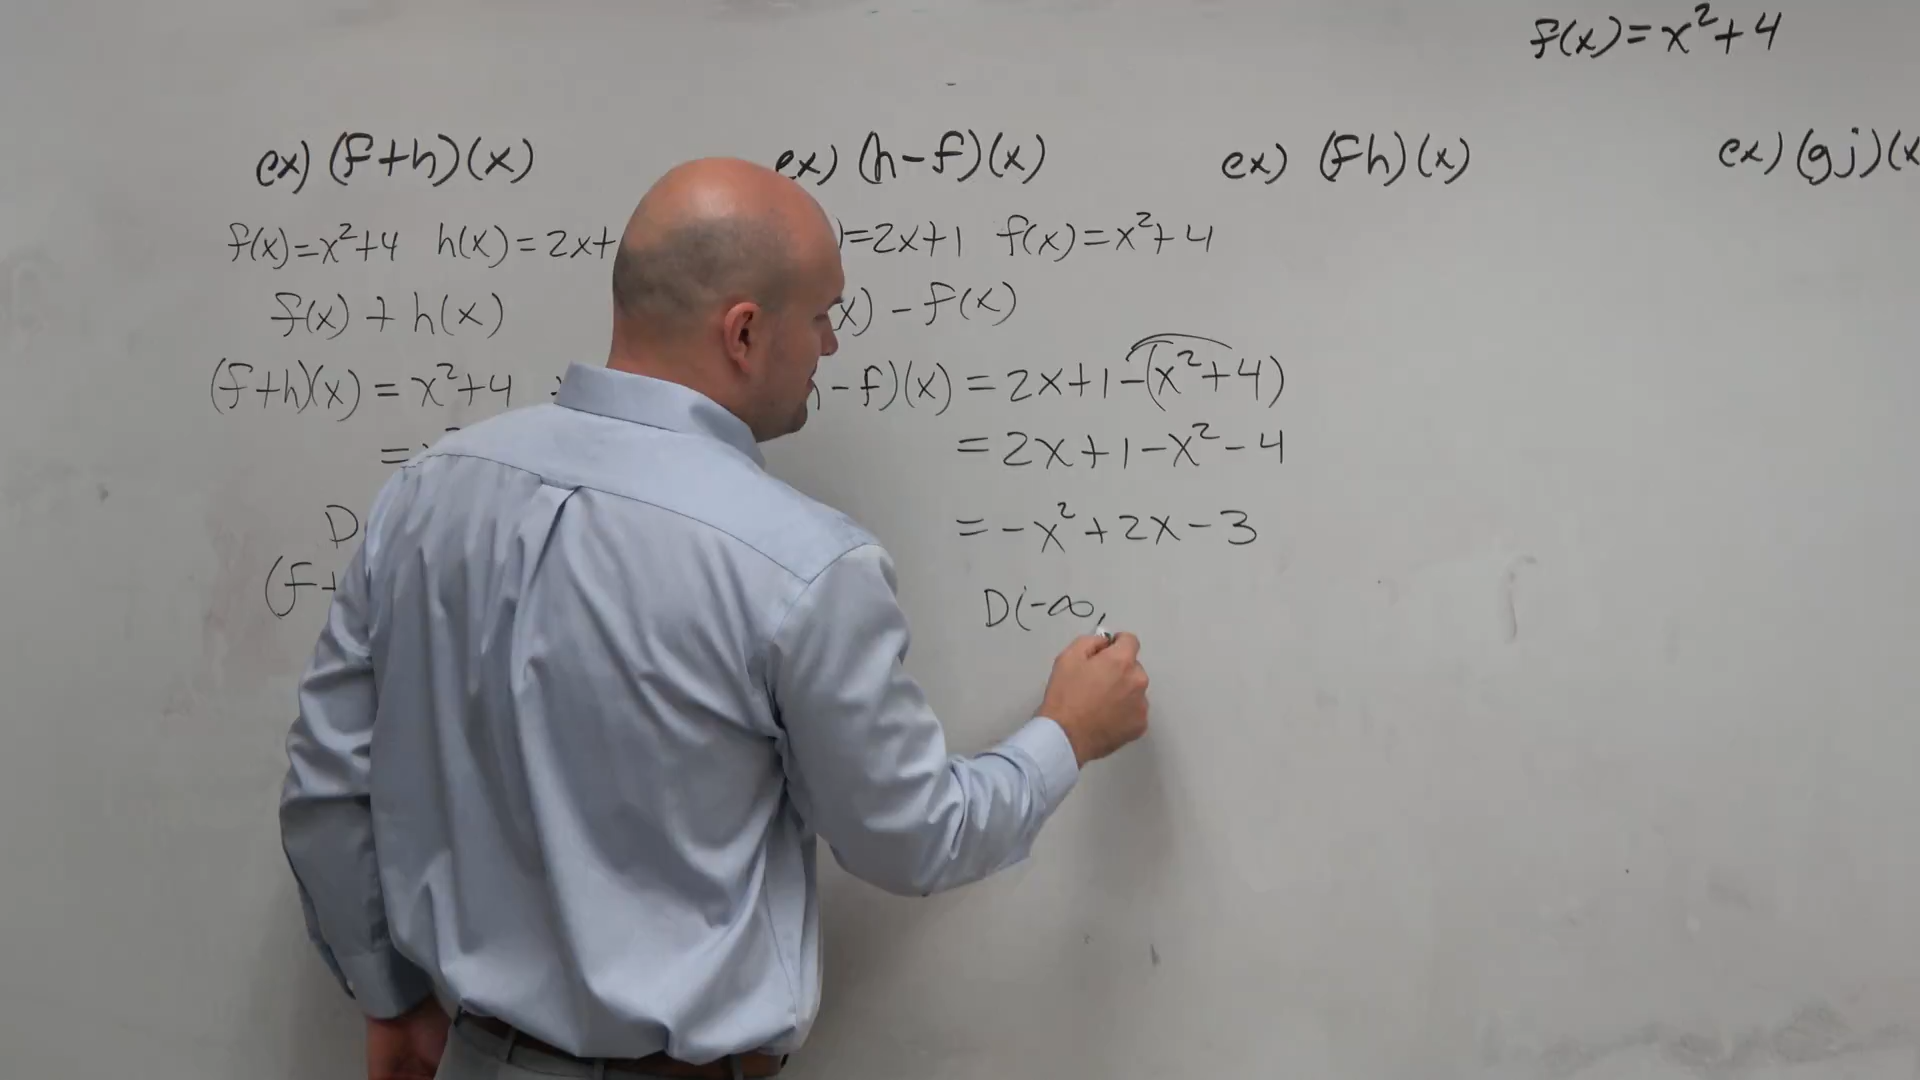 f(x)=x²+4
ex) (f+h)(x)
ex) (h-f)(x)
ex) (fh)(x)
ex) (gj)(x
f(x)=x²+4 h(x)=2x+
)=2x+1 f(x)=x²+4
f(x) + h(x)
x) - f(x)
(f+h)(x) = x²+4
-f)(x) = 2x+1-(x²+4)
=
= 2x+1-x²-4
D
= -x²+2x-3
(f+
D(-∞,